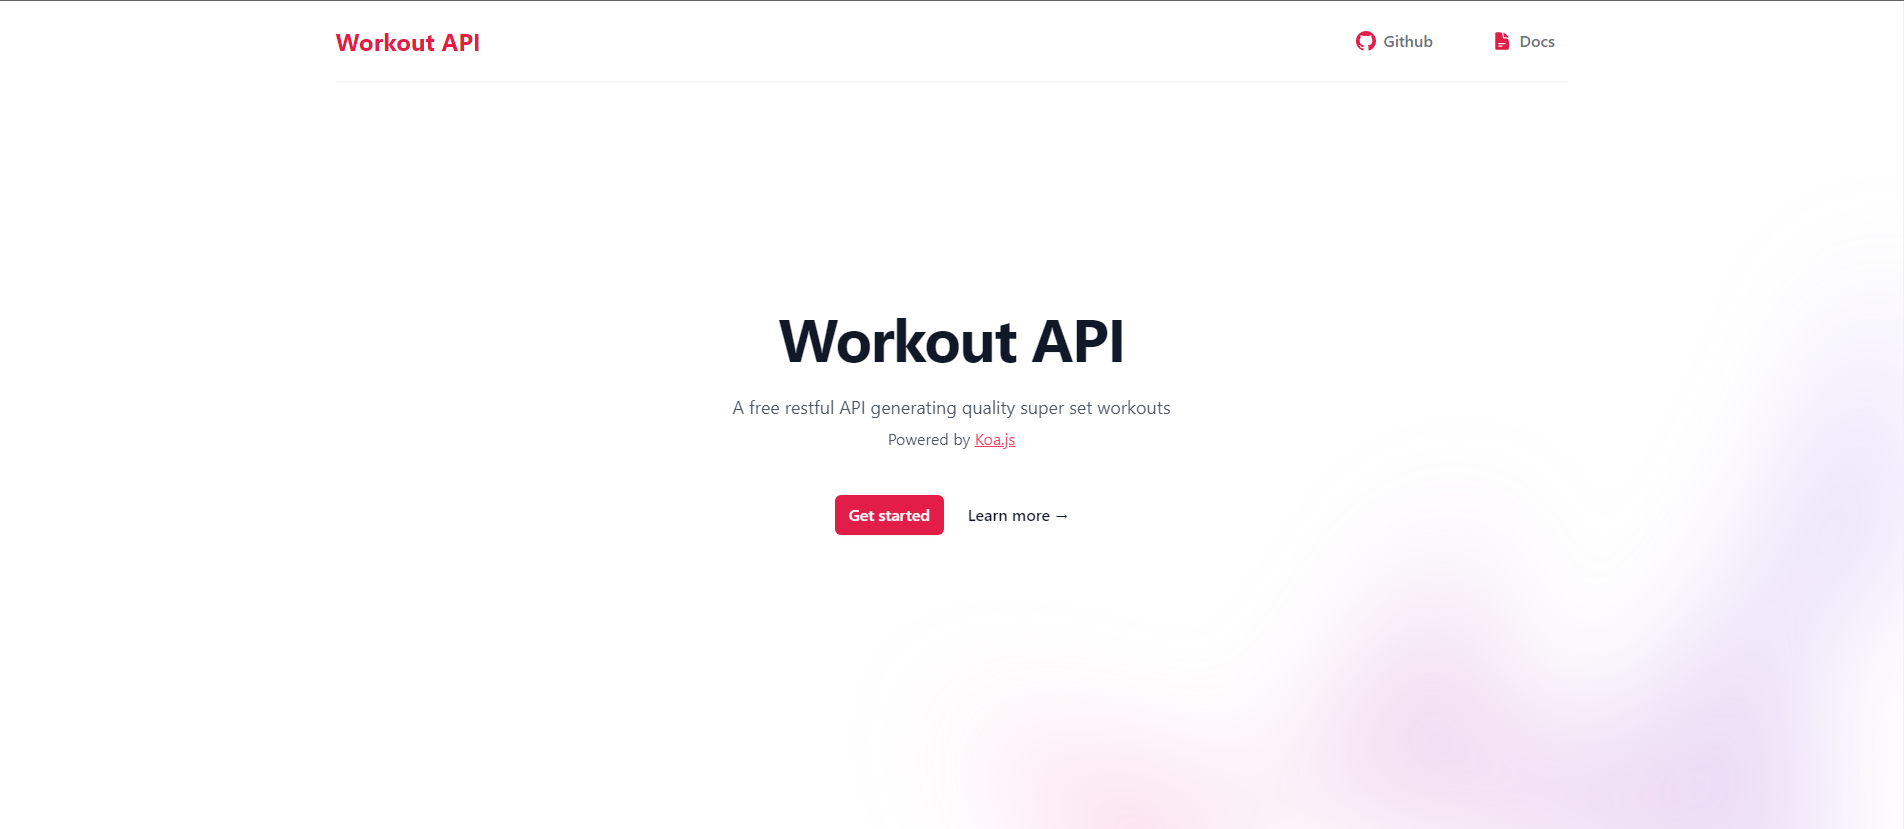 Workout API
Github
Docs
Workout API
A free restful API generating quality super set workouts
Powered by Koa.js
Get started
Learn more →